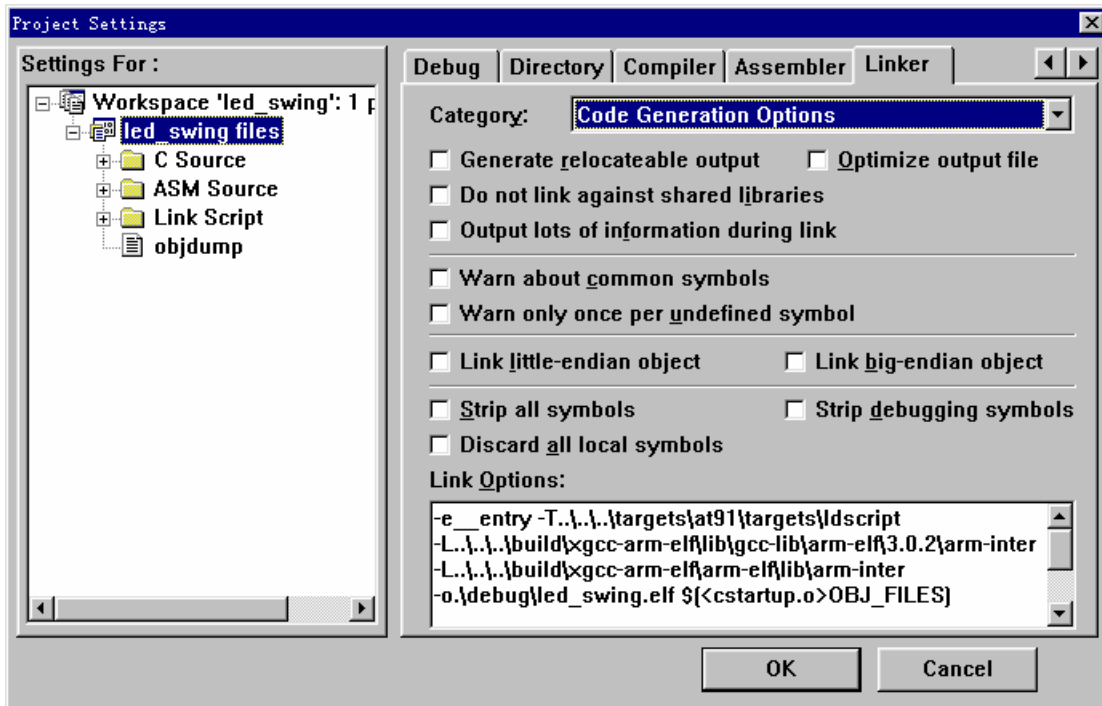 Project Settings
Settings For :
Workspace 'led_swing': 1 p
led_swing files
C Source
ASM Source
Link Script
objdump
Debug Directory Compiler Assembler Linker
Category: Code Generation Options
Generate relocateable output Optimize output file
Do not link against shared libraries
Output lots of information during link
Warn about common symbols
Warn only once per undefined symbol
Link little-endian object Link big-endian object
Strip all symbols Strip debugging symbols
Discard all local symbols
Link Options:
-e__entry -T..\..\..\targets\at91\targets\ldscript
-L..\..\..\build\xgcc-arm-elf\lib\gcc-lib\arm-elf\3.0.2\arm-inter
-L..\..\..\build\xgcc-arm-elf\arm-elf\lib\arm-inter
-o.\debug\led_swing.elf $(<cstartup.o>OBJ_FILES)
OK Cancel